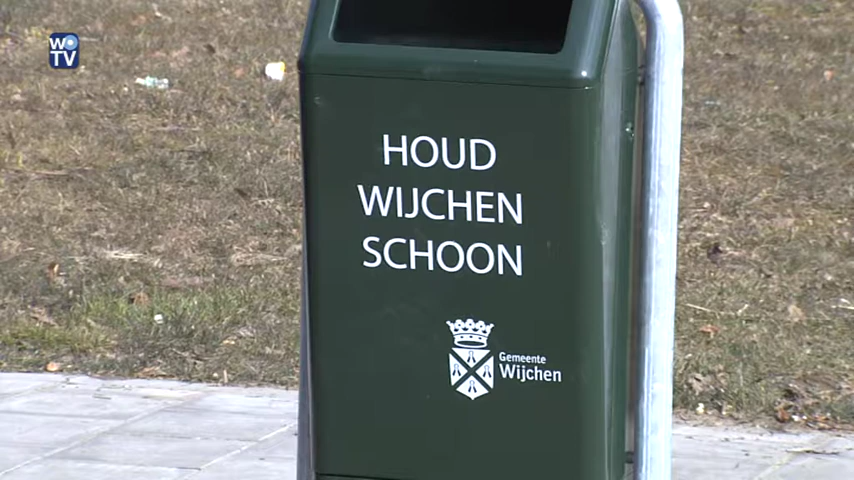 WO
TV
HOUD
WIJCHEN
SCHOON
Gemeente
Wijchen